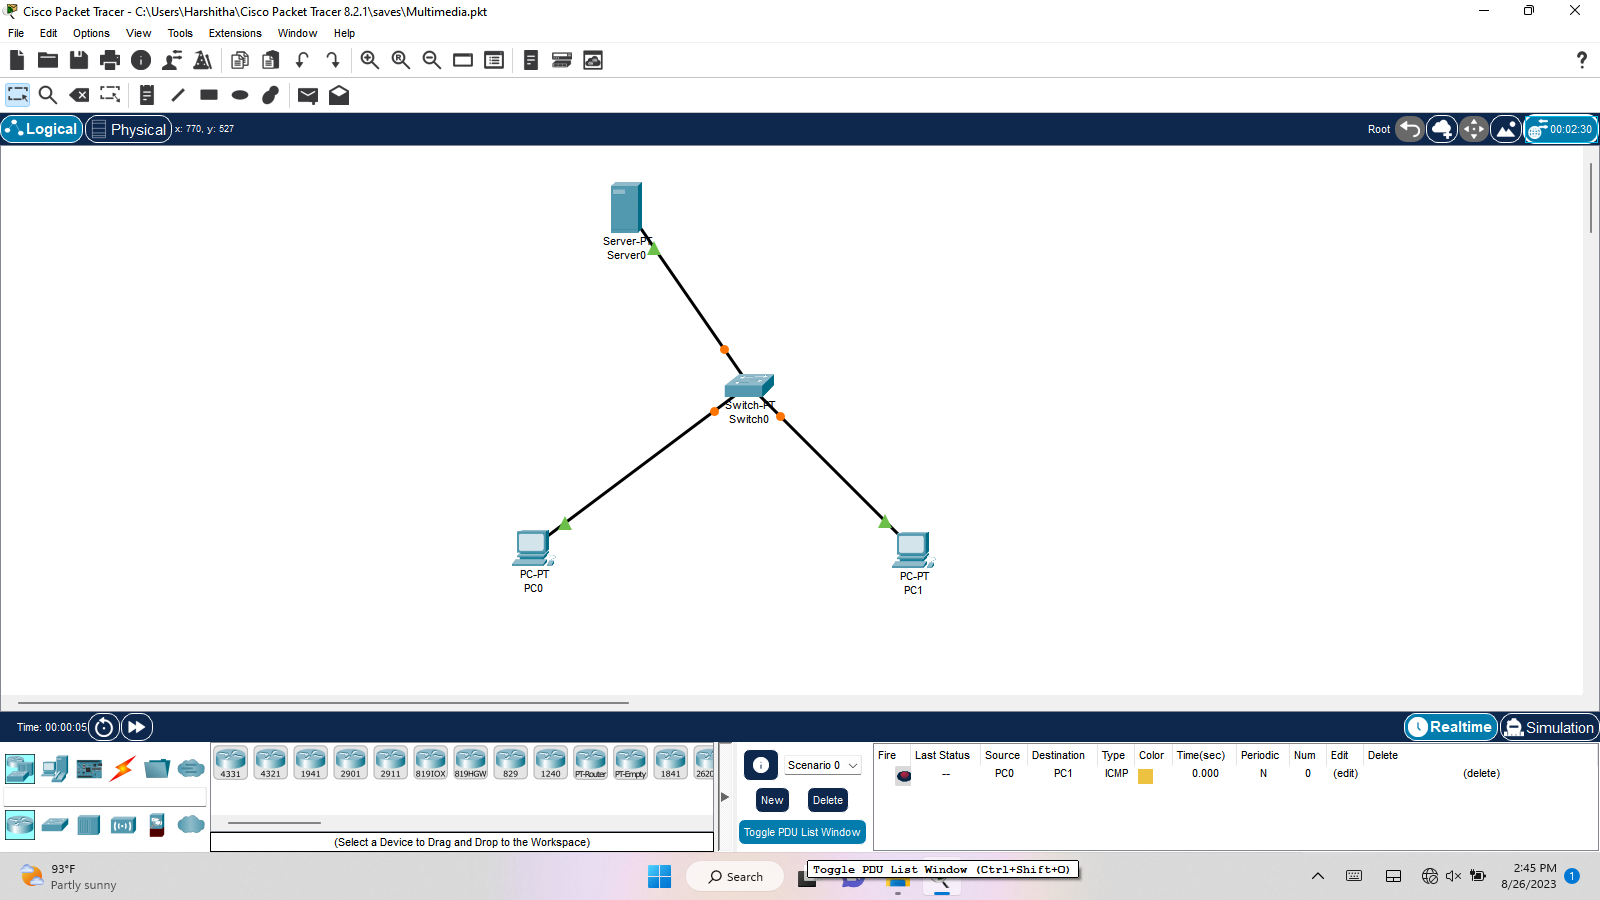 Cisco Packet Tracer - C:\Users\Harshitha\Cisco Packet Tracer 8.2.1\saves\Multimedia.pkt
File Edit Options View Tools Extensions Window Help
Logical Physical x: 770, y: 527 Root 00:02:30
Server-PT
Server0
Switch-PT
Switch0
PC-PT
PC0
PC-PT
PC1
Time: 00:00:05 Realtime Simulation
4331 4321 1941 2901 2911 819IOX 819HGW 829 1240 PT-Router PT-Empty 1841 2620
(Select a Device to Drag and Drop to the Workspace)
Scenario 0
New Delete
Toggle PDU List Window
Fire Last Status Source Destination Type Color Time(sec) Periodic Num Edit Delete
-- PC0 PC1 ICMP 0.000 N 0 (edit) (delete)
Toggle PDU List Window (Ctrl+Shift+O)
93°F
Partly sunny
Search
2:45 PM
8/26/2023
1